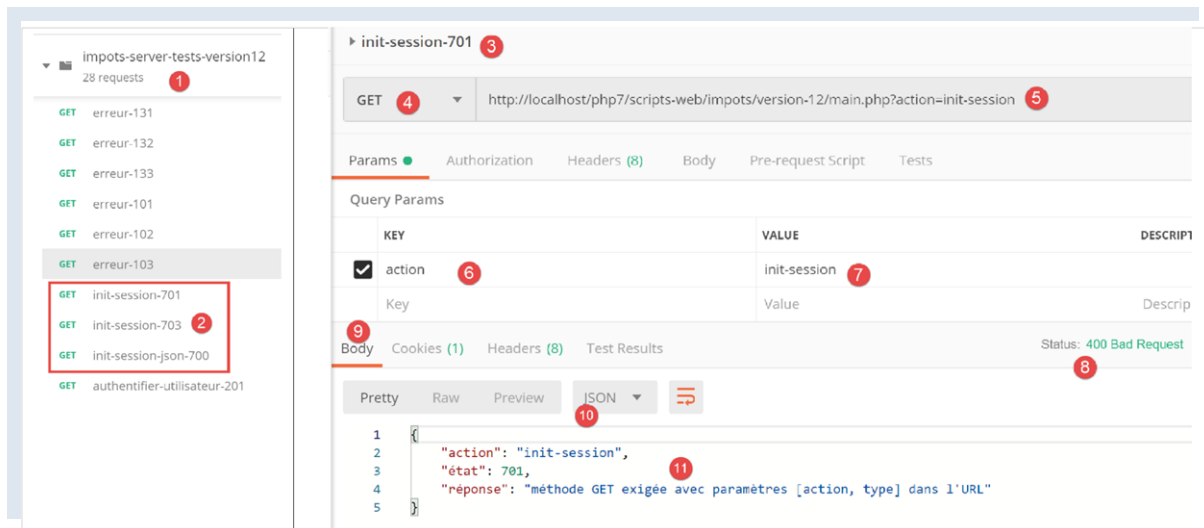 impots-server-tests-version12
28 requests
1
GET erreur-131
GET erreur-132
GET erreur-133
GET erreur-101
GET erreur-102
GET erreur-103
GET init-session-701
GET init-session-703 2
GET init-session-json-700
GET authentifier-utilisateur-201
init-session-701 3
GET 4 http://localhost/php7/scripts-web/impots/version-12/main.php?action=init-session 5
Params Authorization Headers (8) Body Pre-request Script Tests
Query Params
KEY VALUE DESCRIPT
action 6 init-session 7
Key Value Descrip
9
Body Cookies (1) Headers (8) Test Results Status: 400 Bad Request
8
Pretty Raw Preview JSON
10
1 {
2 "action": "init-session",
3 "état": 701, 11
4 "réponse": "méthode GET exigée avec paramètres [action, type] dans l'URL"
5 }